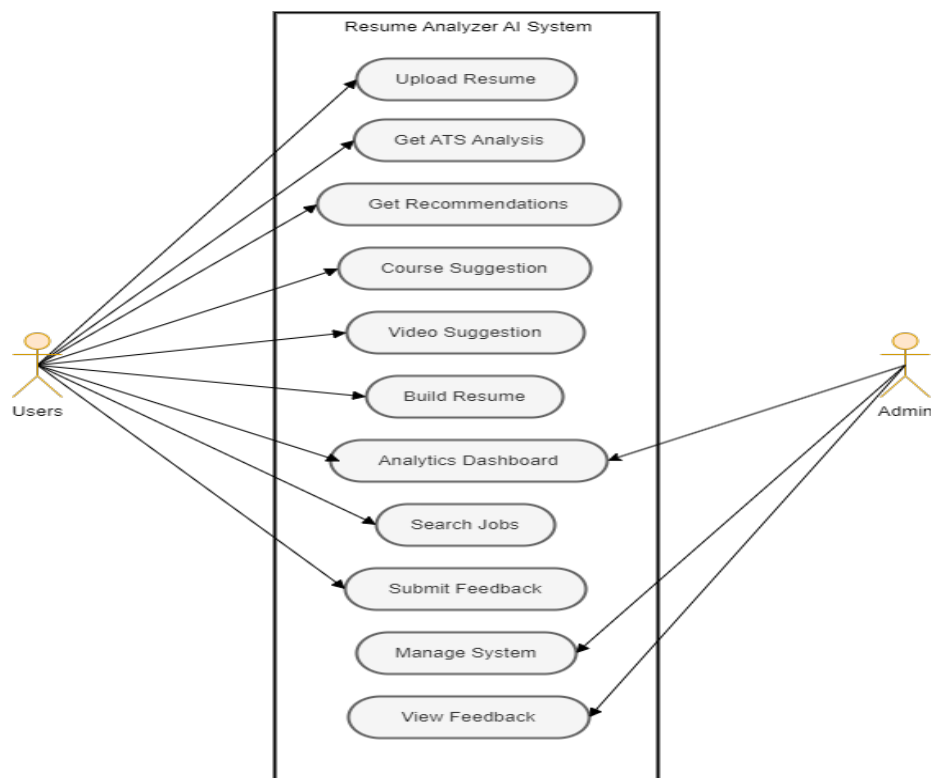 Resume Analyzer AI System
Upload Resume
Get ATS Analysis
Get Recommendations
Course Suggestion
Video Suggestion
Build Resume
Users
Admin
Analytics Dashboard
Search Jobs
Submit Feedback
Manage System
View Feedback